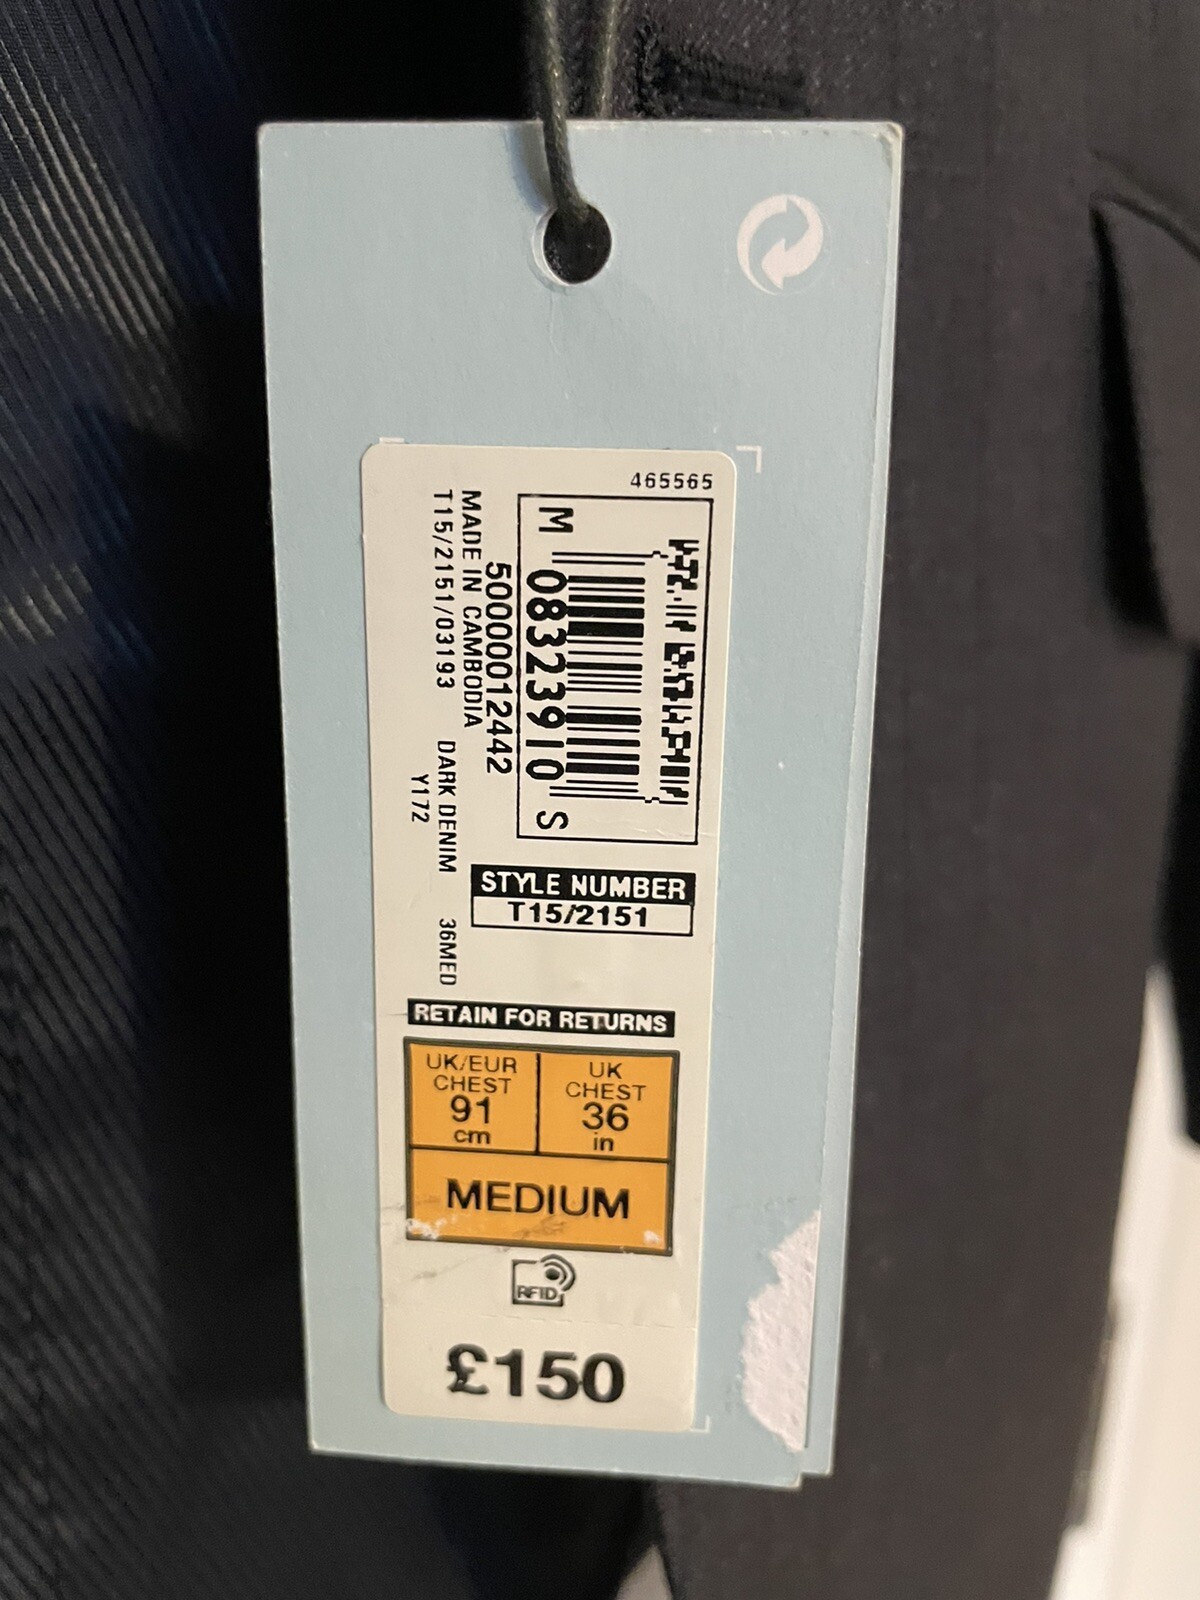 465565
M 08323910 S
5000012442
MADE IN CAMBODIA
T15/2151/03193 DARK DENIM 36MED
Y172
STYLE NUMBER
T15/2151
RETAIN FOR RETURNS
UK/EUR CHEST 91 cm
UK CHEST 36 in
MEDIUM
RFID
£150